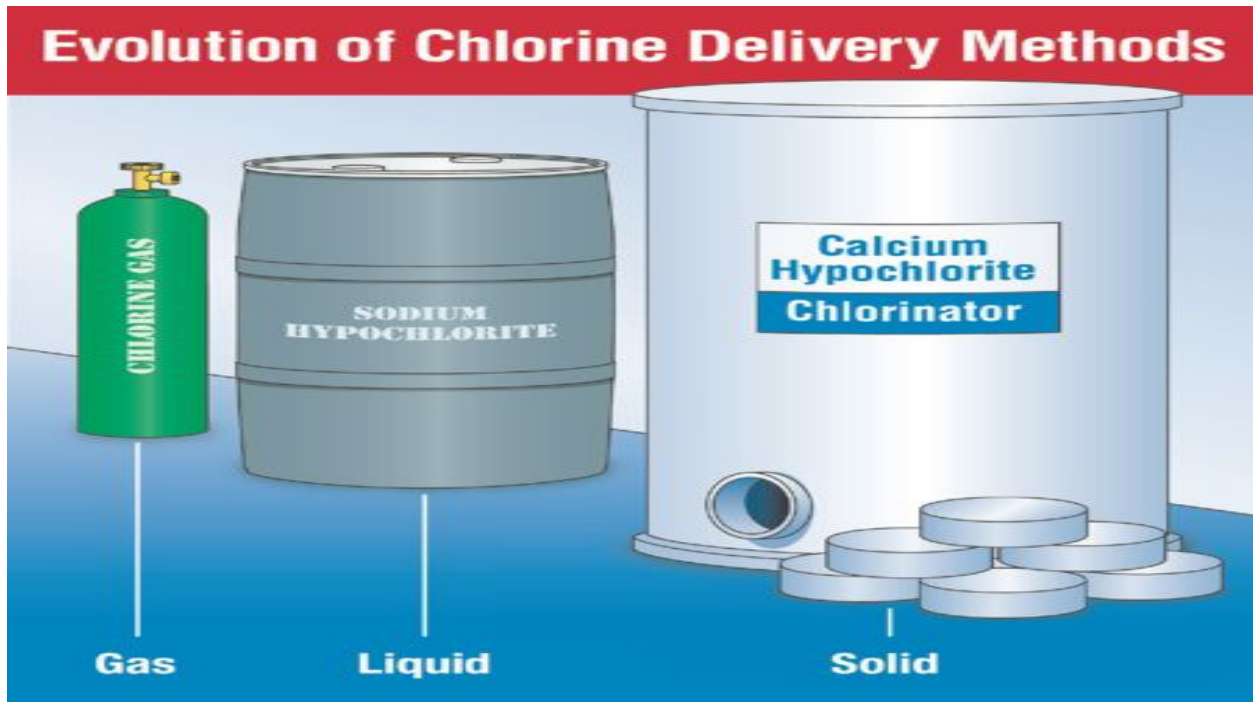 Evolution of Chlorine Delivery Methods
CHLORINE GAS
SODIUM
HYPOCHLORITE
Calcium
Hypochlorite
Chlorinator
Gas
Liquid
Solid